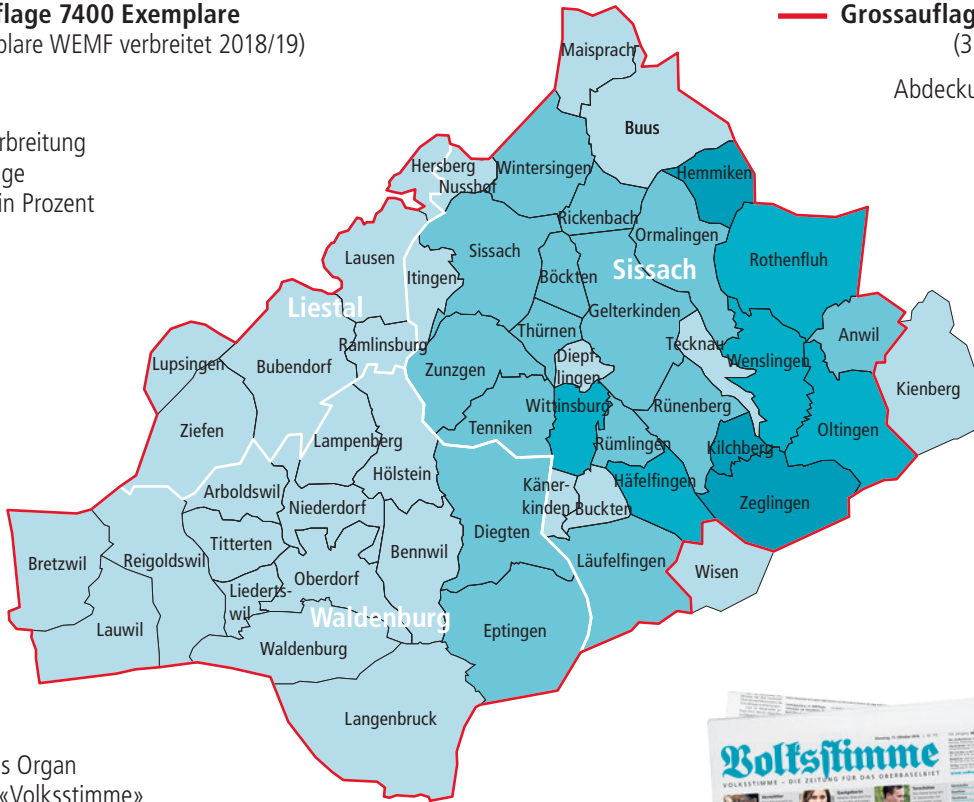 flage 7400 Exemplare
plare WEMF verbreitet 2018/19)
Grossauflag
(3
Abdecku
rbreitung
ge
in Prozent
Maisprach
Buus
Hersberg
Nusshof
Wintersingen
Hemmiken
Rickenbach
Ormalingen
Sissach
Lausen
Itingen
Böckten
Sissach
Rothenfluh
Liestal
Gelterkinden
Ramlinsburg
Thürnen
Tecknau
Anwil
Lupsingen
Bubendorf
Zunzgen
Diepf-
lingen
Wenslingen
Kienberg
Ziefen
Wittinsburg
Rünenberg
Lampenberg
Tenniken
Rümlingen
Kilchberg
Oltingen
Hölstein
Arboldswil
Niederdorf
Käner-
kinden
Buckten
Häfelfingen
Zeglingen
Titterten
Diegten
Bretzwil
Reigoldswil
Bennwil
Läufelfingen
Oberdorf
Wisen
Liederts-
wil
Lauwil
Waldenburg
Eptingen
Waldenburg
Langenbruck
s Organ
«Volksstimme»
Volksstimme
VOLKSSTIMME – DIE ZEITUNG FÜR DAS OBERBASELBIET